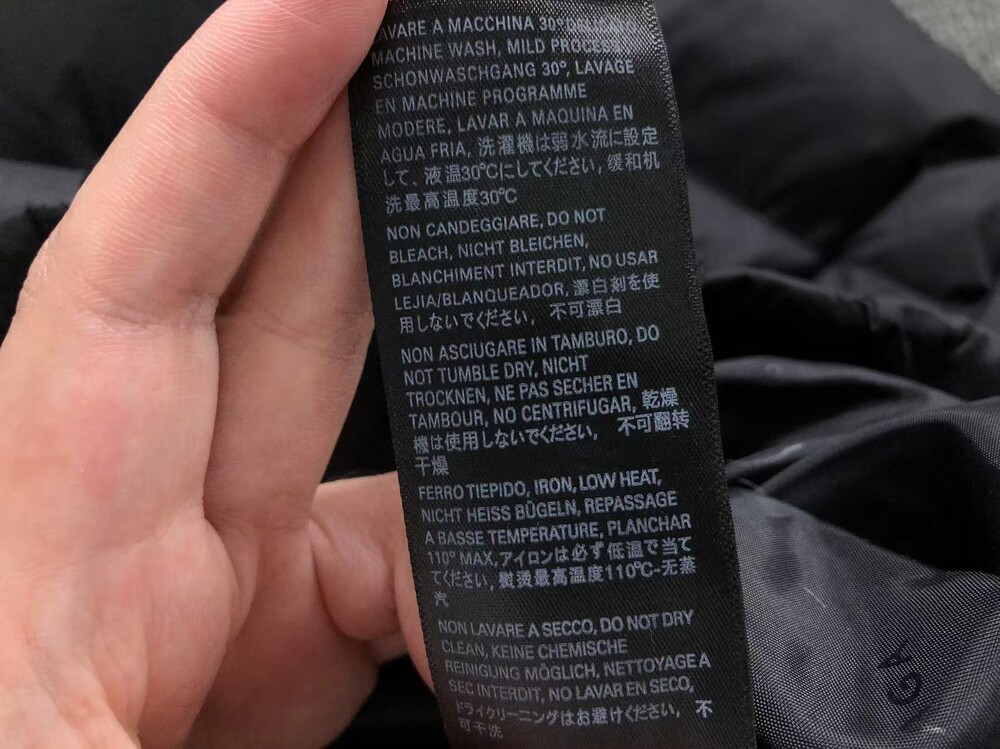 LAVARE A MACCHINA 30° DELICATO,
MACHINE WASH, MILD PROCESS,
SCHONWASCHGANG 30°, LAVAGE
EN MACHINE PROGRAMME
MODERE, LAVAR A MAQUINA EN
AGUA FRIA, 洗濯機は弱水流に設定
して、液温30°Cにしてください, 缓和机
洗最高温度30°C
NON CANDEGGIARE, DO NOT
BLEACH, NICHT BLEICHEN,
BLANCHIMENT INTERDIT, NO USAR
LEJIA/BLANQUEADOR, 漂白剤を使
用しないでください, 不可漂白
NON ASCIUGARE IN TAMBURO, DO
NOT TUMBLE DRY, NICHT
TROCKNEN, NE PAS SECHER EN
TAMBOUR, NO CENTRIFUGAR, 乾燥
機は使用しないでください, 不可翻转
干燥
FERRO TIEPIDO, IRON, LOW HEAT,
NICHT HEISS BÜGELN, REPASSAGE
A BASSE TEMPERATURE, PLANCHAR
110° MAX, アイロンは必ず低温で当て
てください, 熨烫最高温度110°C-无蒸
汽
NON LAVARE A SECCO, DO NOT DRY
CLEAN, KEINE CHEMISCHE
REINIGUNG MÖGLICH, NETTOYAGE A
SEC INTERDIT, NO LAVAR EN SECO,
ドライクリーニングはお避けください, 不
可干洗